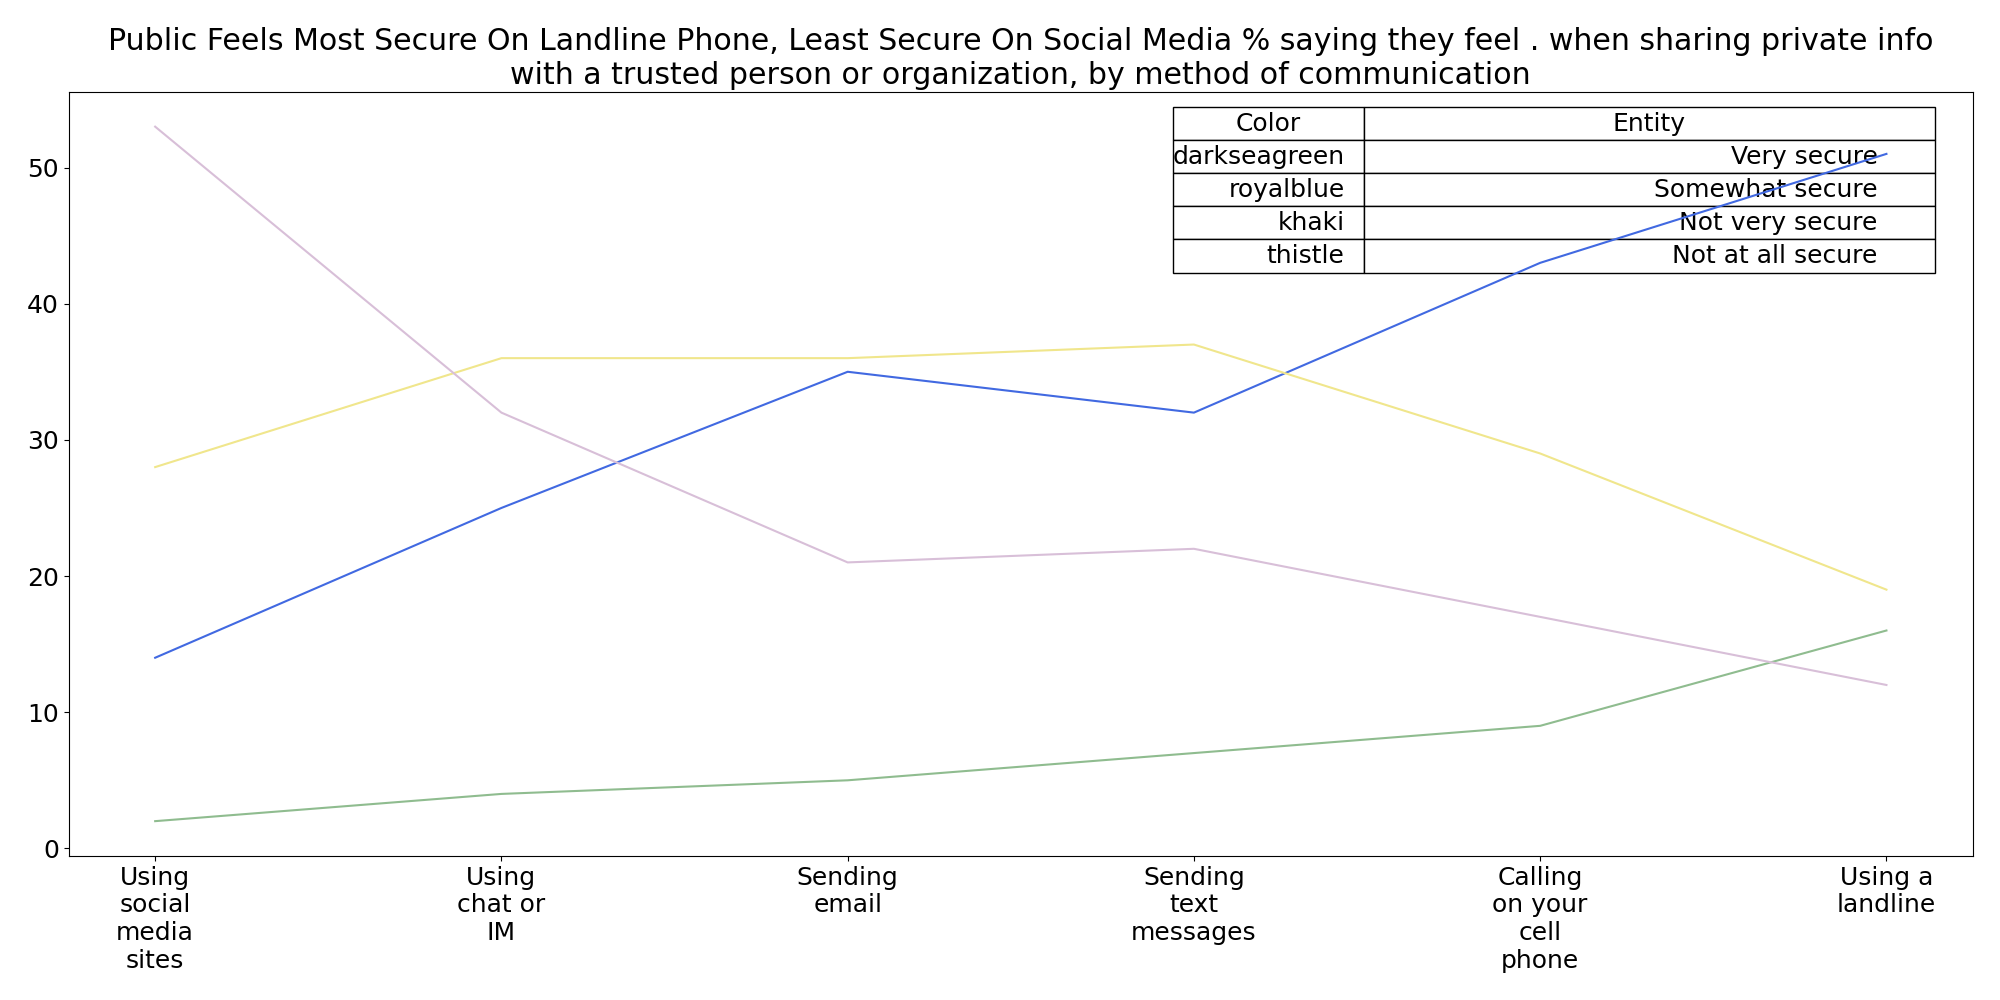 Public Feels Most Secure On Landline Phone, Least Secure On Social Media % saying they feel . when sharing private info
with a trusted person or organization, by method of communication
Color Entity
darkseagreen Very secure
royalblue Somewhat secure
khaki Not very secure
thistle Not at all secure
50
40
30
20
10
0
Using
social
media
sites
Using
chat or
IM
Sending
email
Sending
text
messages
Calling
on your
cell
phone
Using a
landline